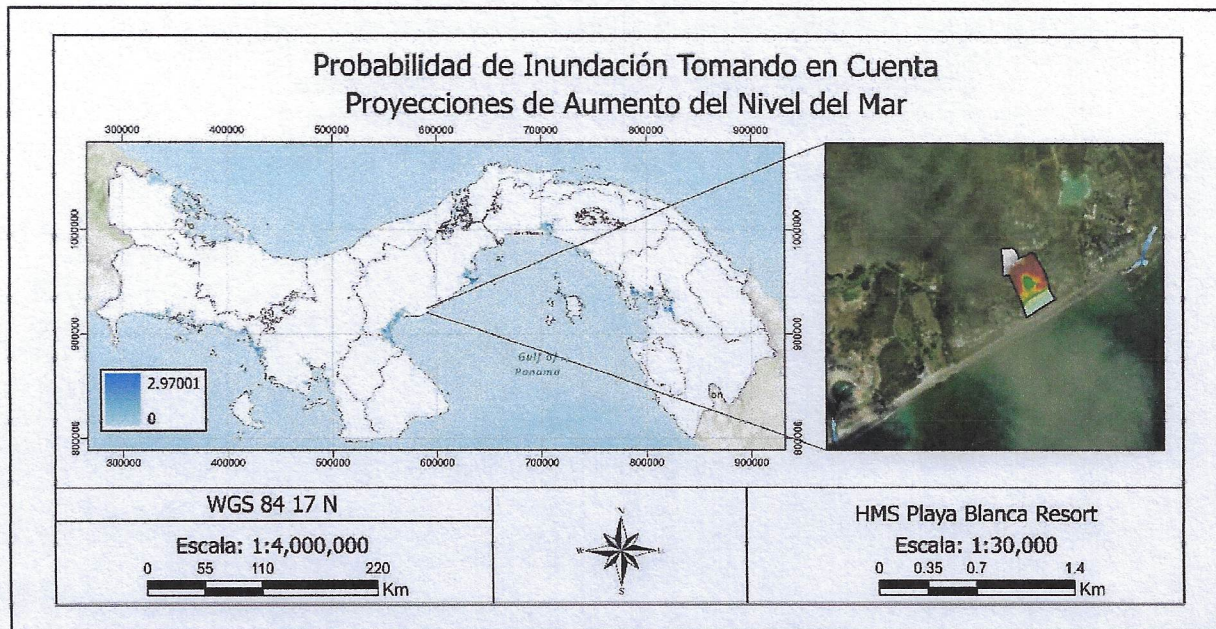 Probabilidad de Inundación Tomando en Cuenta
Proyecciones de Aumento del Nivel del Mar
300000 400000 500000 600000 700000 800000 900000
1000000 1000000
900000 900000
Gulf of
Panama
2.97001
0
on
800000 800000
300000 400000 500000 600000 700000 800000 900000
WGS 84 17 N
Escala: 1:4,000,000
0 55 110 220
Km
N
W E
S
HMS Playa Blanca Resort
Escala: 1:30,000
0 0.35 0.7 1.4
Km